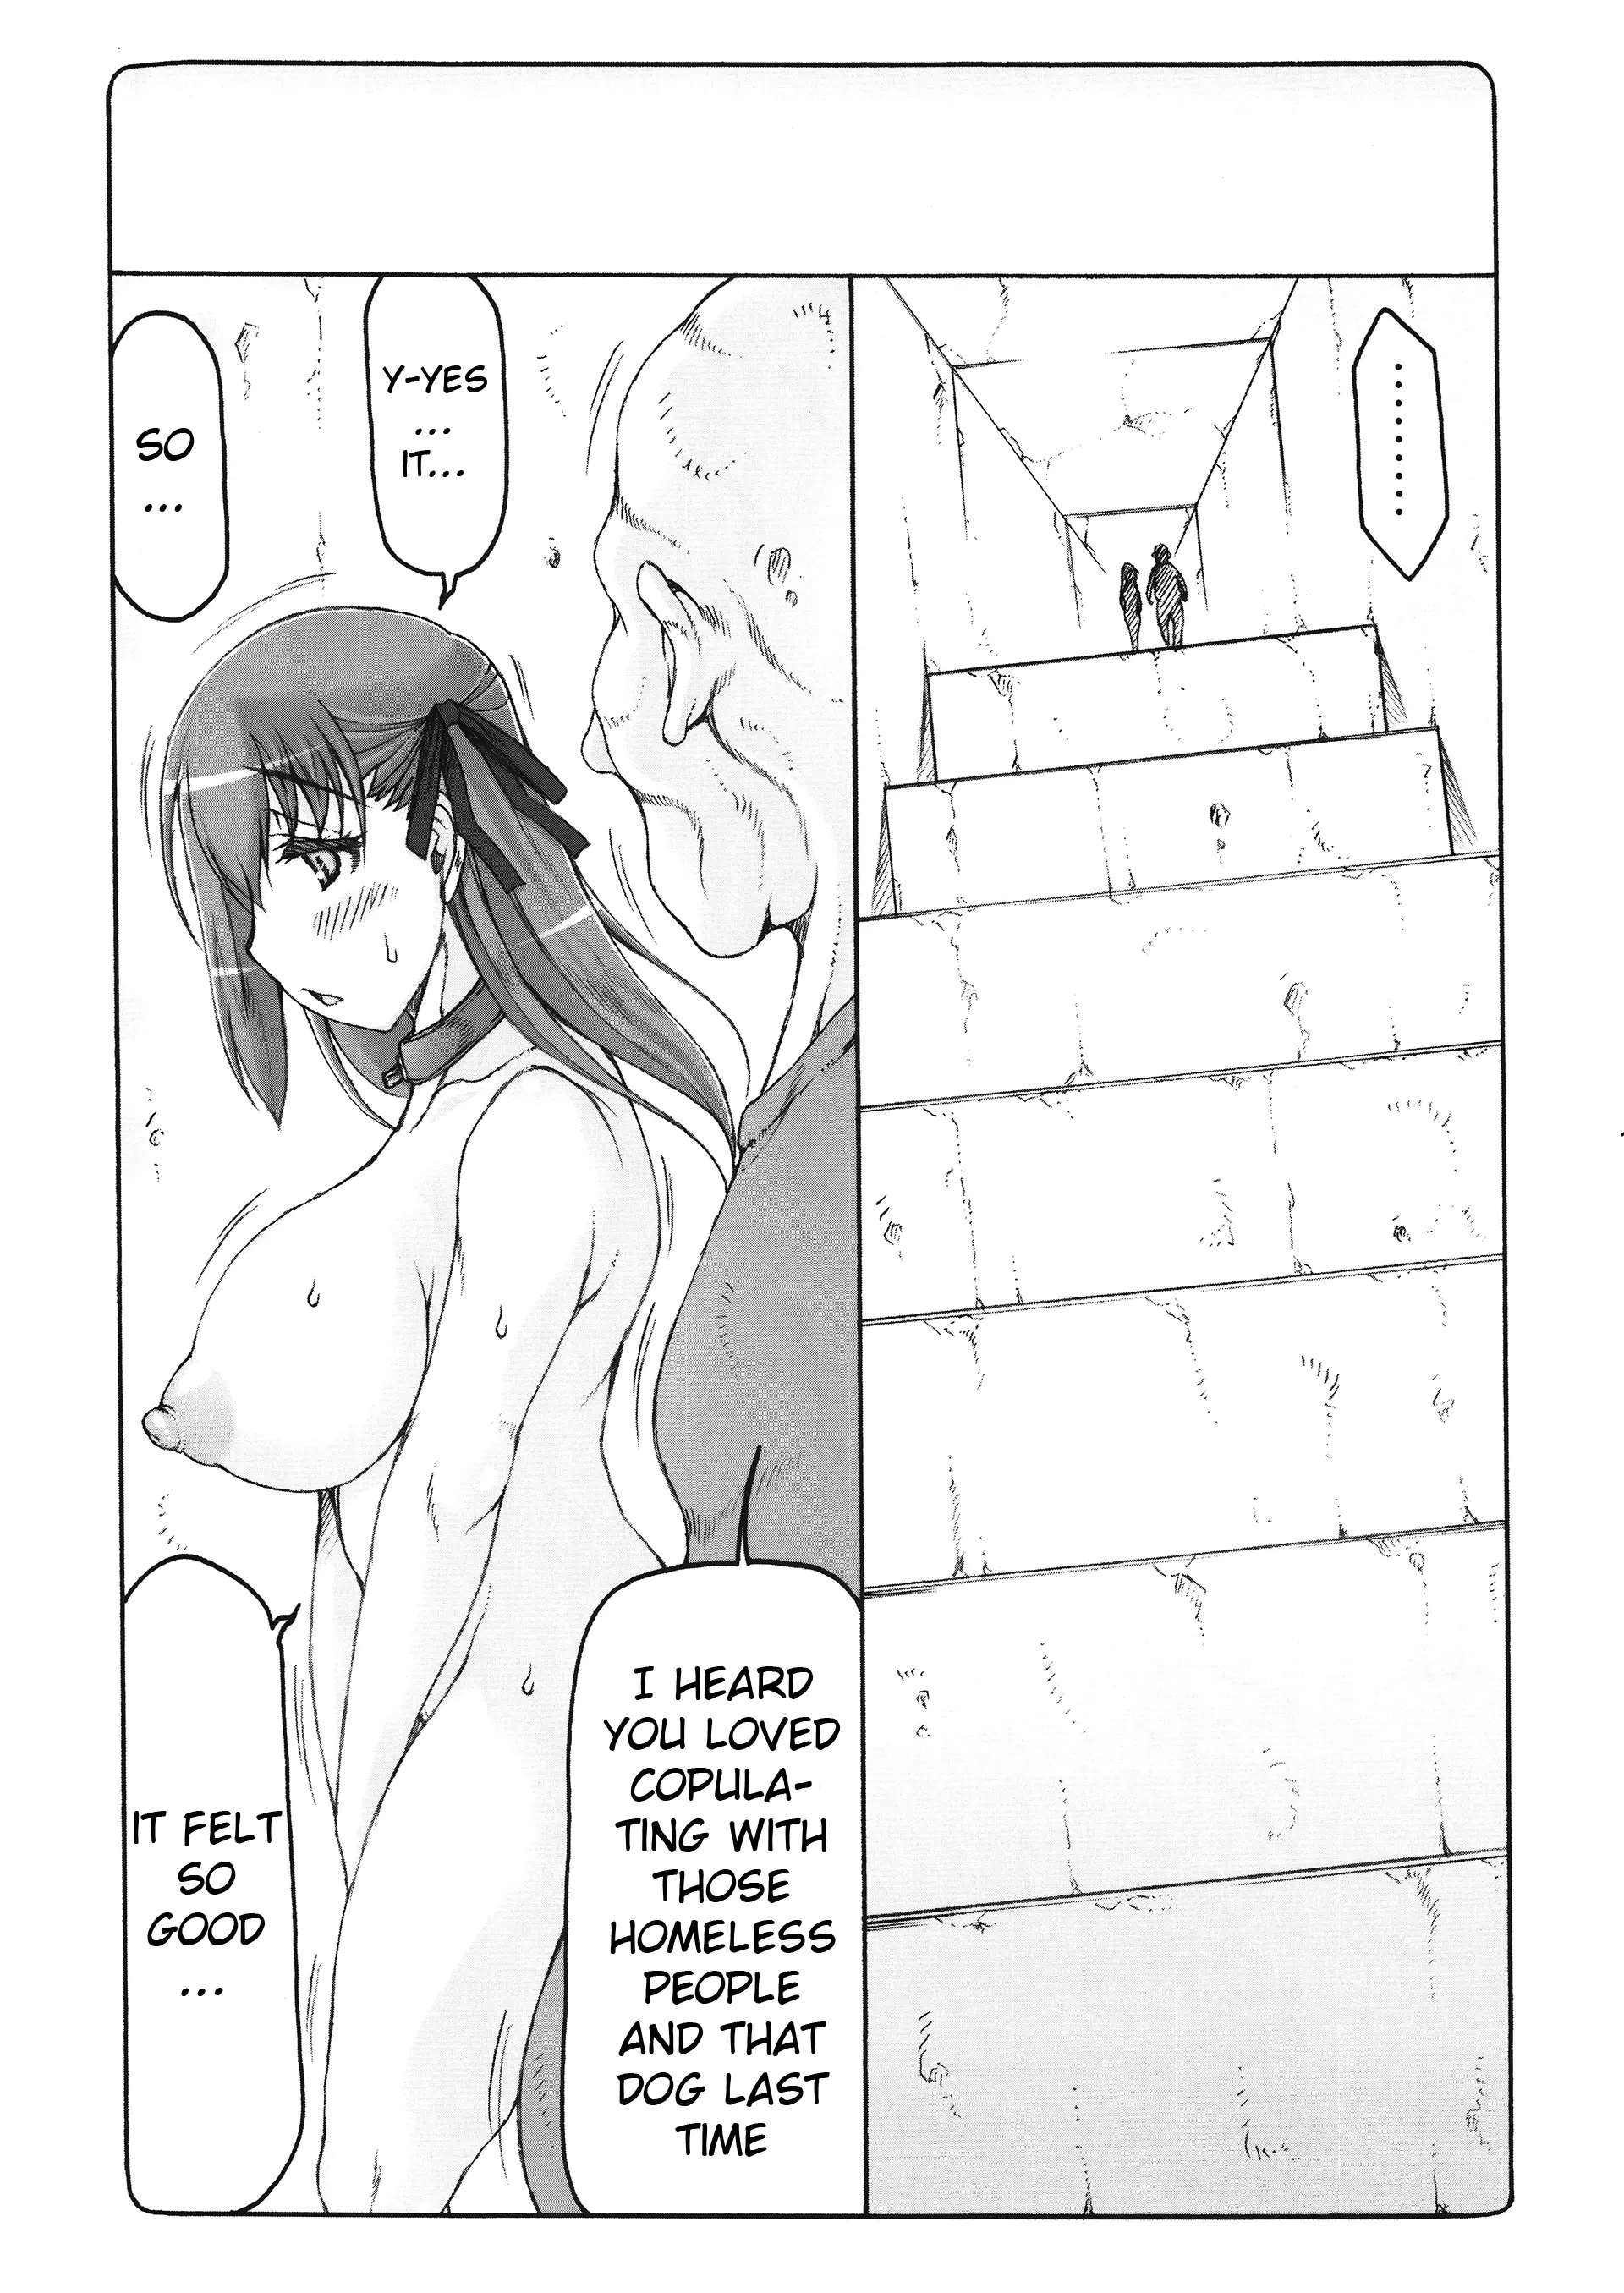 ........
I HEARD
YOU LOVED
COPULA-
TING WITH
THOSE
HOMELESS
PEOPLE
AND THAT
DOG LAST
TIME
Y-YES
...
IT...
SO
...
IT FELT
SO
GOOD
...